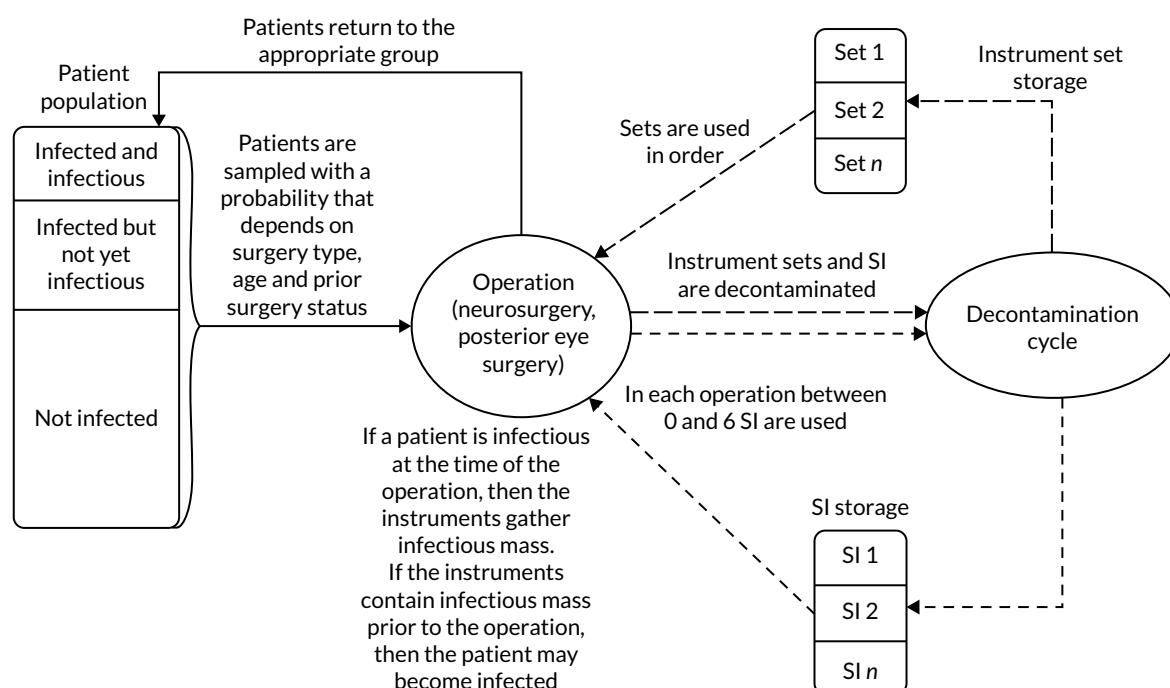 Patients return to the
appropriate group
Patient
population
Infected and
infectious
Infected but
not yet
infectious
Not infected
Patients are
sampled with a
probability that
depends on
surgery type,
age and prior
surgery status
Operation
(neurosurgery,
posterior eye
surgery)
If a patient is infectious
at the time of the
operation, then the
instruments gather
infectious mass.
If the instruments
contain infectious mass
prior to the operation,
then the patient may
become infected
Sets are used
in order
Set 1
Set 2
Set n
Instrument set
storage
Instrument sets and SI
are decontaminated
Decontamination
cycle
In each operation between
0 and 6 SI are used
SI storage
SI 1
SI 2
SI n